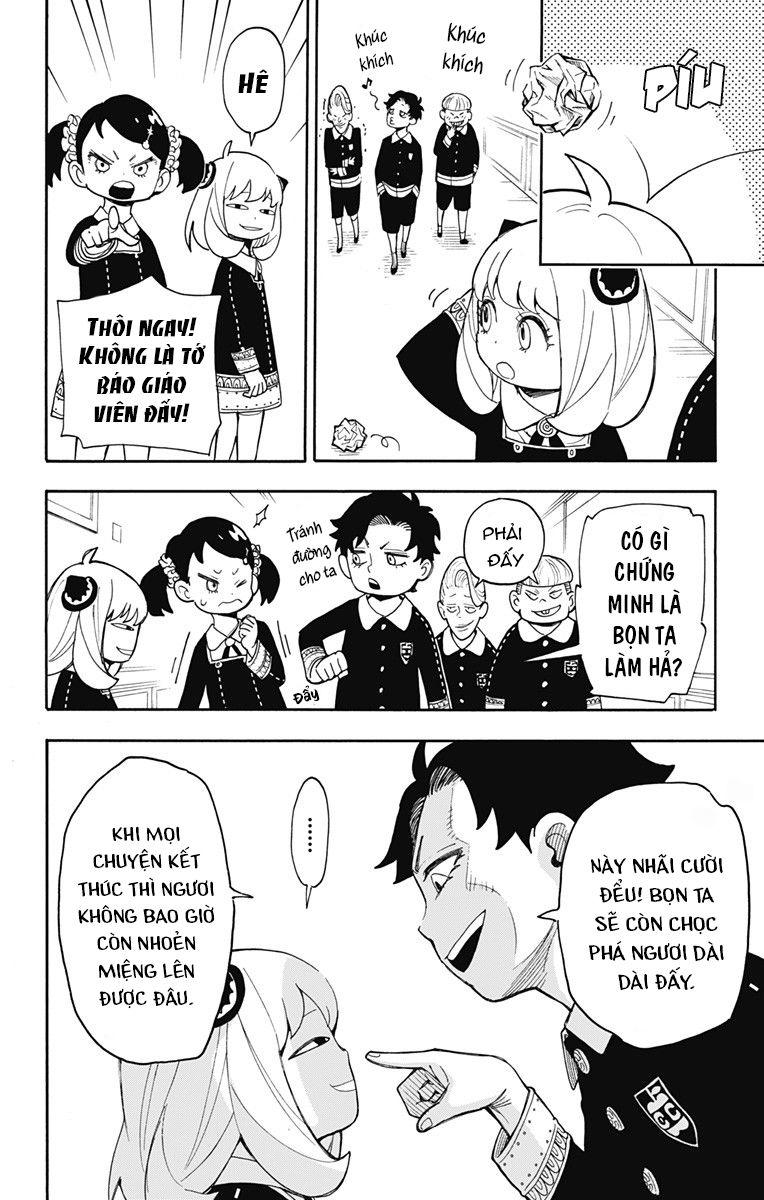 PÍU
Khúc
khích
Khúc
khích
HÊ
THÔI NGAY!
KHÔNG LÀ TỚ
BÁO GIÁO
VIÊN ĐẤY!
CÓ GÌ
CHỨNG
MINH LÀ
BỌN TA
LÀM HẢ?
PHẢI
ĐẤY
Tránh
đường
cho ta
Đẩy
NÀY NHÃI CƯỜI
ĐỂU! BỌN TA
SẼ CÒN CHỌC
PHÁ NGƯƠI DÀI
DÀI ĐẤY.
......
KHI MỌI
CHUYỆN KẾT
THÚC THÌ NGƯƠI
KHÔNG BAO GIỜ
CÒN NHOẺN
MIỆNG LÊN
ĐƯỢC ĐÂU.